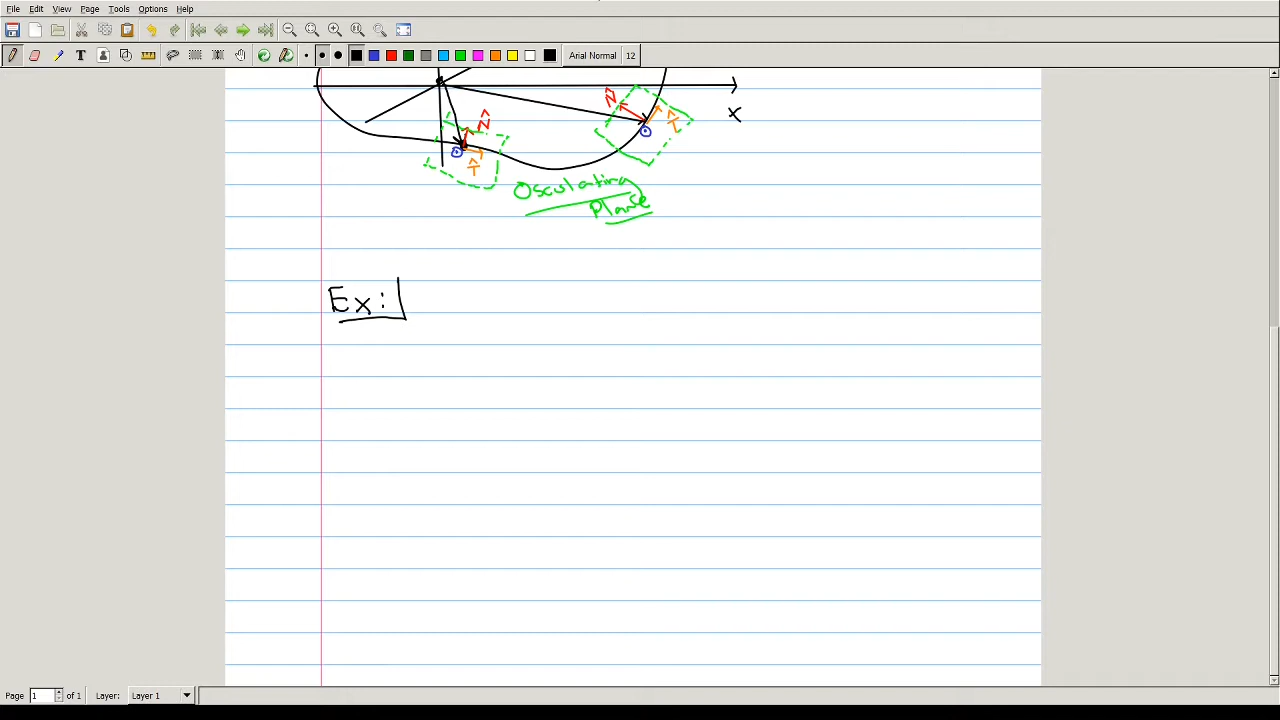 File Edit View Page Tools Options Help
Arial Normal 12
x
N̂
T̂
N̂
T̂
Osculating
Plane
Ex:
Page 1 of 1 Layer: Layer 1